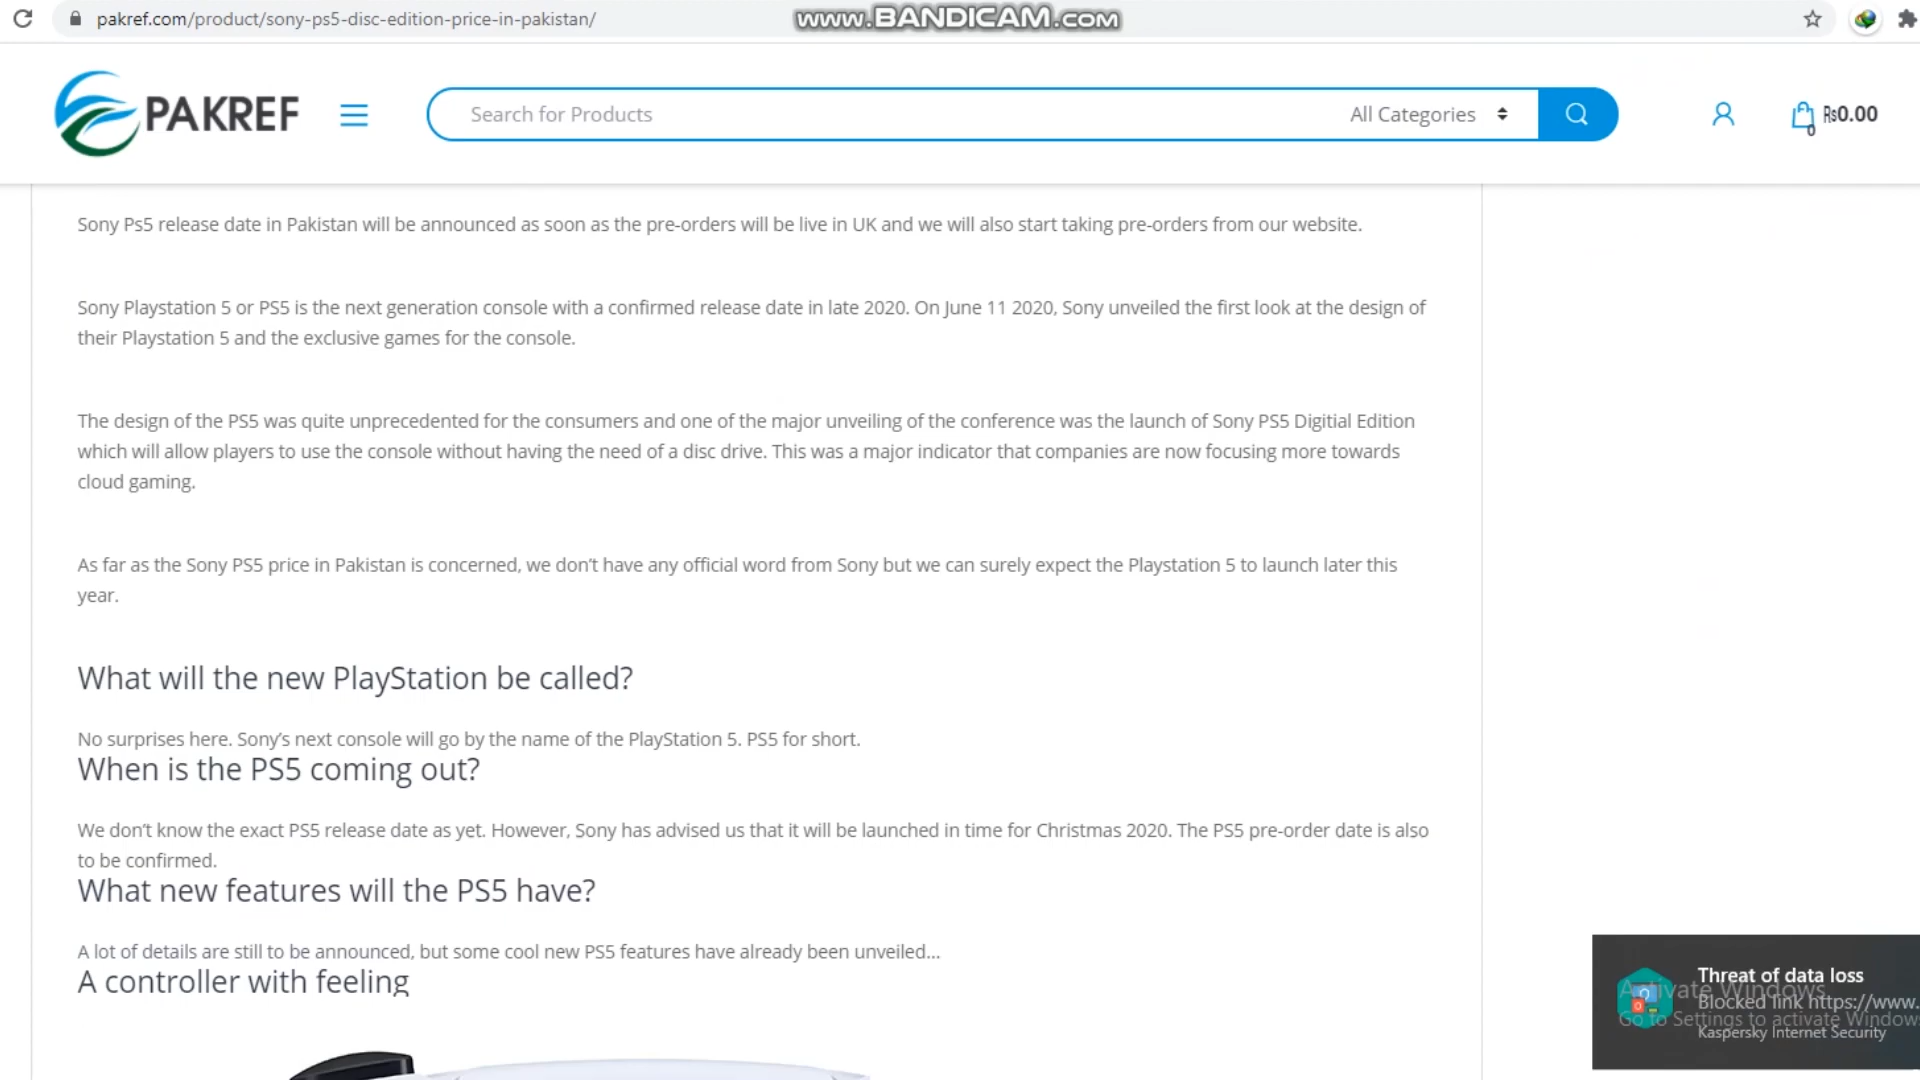 pakref.com/product/sony-ps5-disc-edition-price-in-pakistan/
www.BANDICAM.com
PAKREF
Search for Products
All Categories
0
₨0.00
Sony Ps5 release date in Pakistan will be announced as soon as the pre-orders will be live in UK and we will also start taking pre-orders from our website.
Sony Playstation 5 or PS5 is the next generation console with a confirmed release date in late 2020. On June 11 2020, Sony unveiled the first look at the design of
their Playstation 5 and the exclusive games for the console.
The design of the PS5 was quite unprecedented for the consumers and one of the major unveiling of the conference was the launch of Sony PS5 Digitial Edition
which will allow players to use the console without having the need of a disc drive. This was a major indicator that companies are now focusing more towards
cloud gaming.
As far as the Sony PS5 price in Pakistan is concerned, we don’t have any official word from Sony but we can surely expect the Playstation 5 to launch later this
year.
What will the new PlayStation be called?
No surprises here. Sony’s next console will go by the name of the PlayStation 5. PS5 for short.
When is the PS5 coming out?
We don’t know the exact PS5 release date as yet. However, Sony has advised us that it will be launched in time for Christmas 2020. The PS5 pre-order date is also
to be confirmed.
What new features will the PS5 have?
A lot of details are still to be announced, but some cool new PS5 features have already been unveiled…
A controller with feeling
Threat of data loss
Activate Windows
Blocked link https://www.
Go to Settings to activate Windows
Kaspersky Internet Security